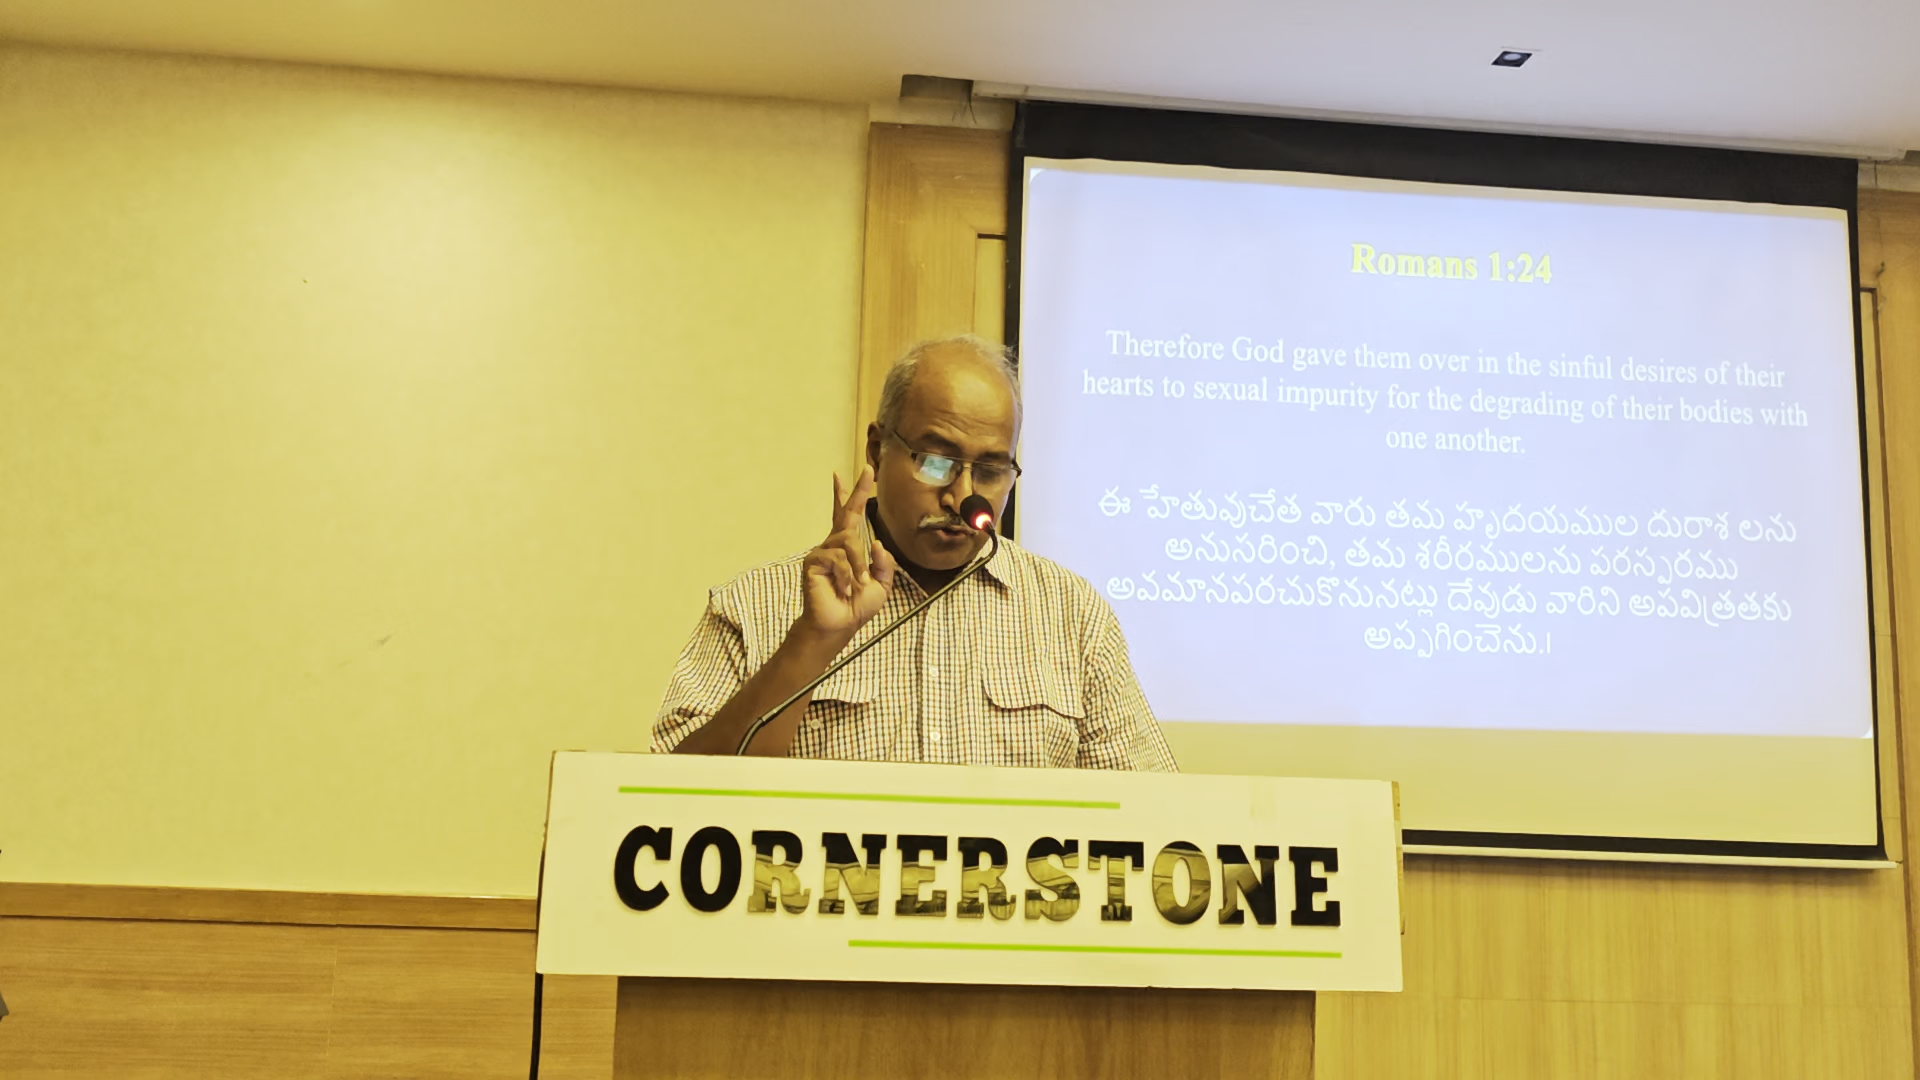 Romans 1:24
Therefore God gave them over in the sinful desires of their
hearts to sexual impurity for the degrading of their bodies with
one another.
ఈ హేతువుచేత వారు తమ హృదయముల దురాశ లను
అనుసరించి, తమ శరీరములను పరస్పరము
అవమానపరచుకొనునట్లు దేవుడు వారిని అపవిత్రతకు
అప్పగించెను.।
CORNERSTONE